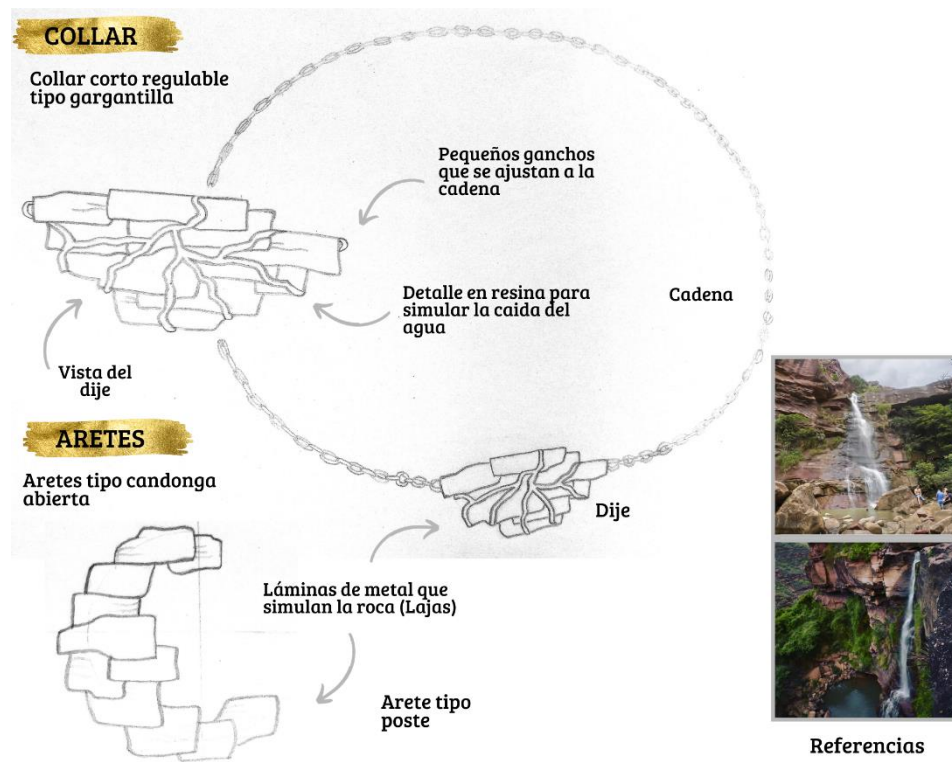 COLLAR
Collar corto regulable
tipo gargantilla
Pequeños ganchos
que se ajustan a la
cadena
Detalle en resina para
simular la caida del
agua
Cadena
Vista del
dije
ARETES
Aretes tipo candonga
abierta
Dije
Láminas de metal que
simulan la roca (Lajas)
Arete tipo
poste
Referencias